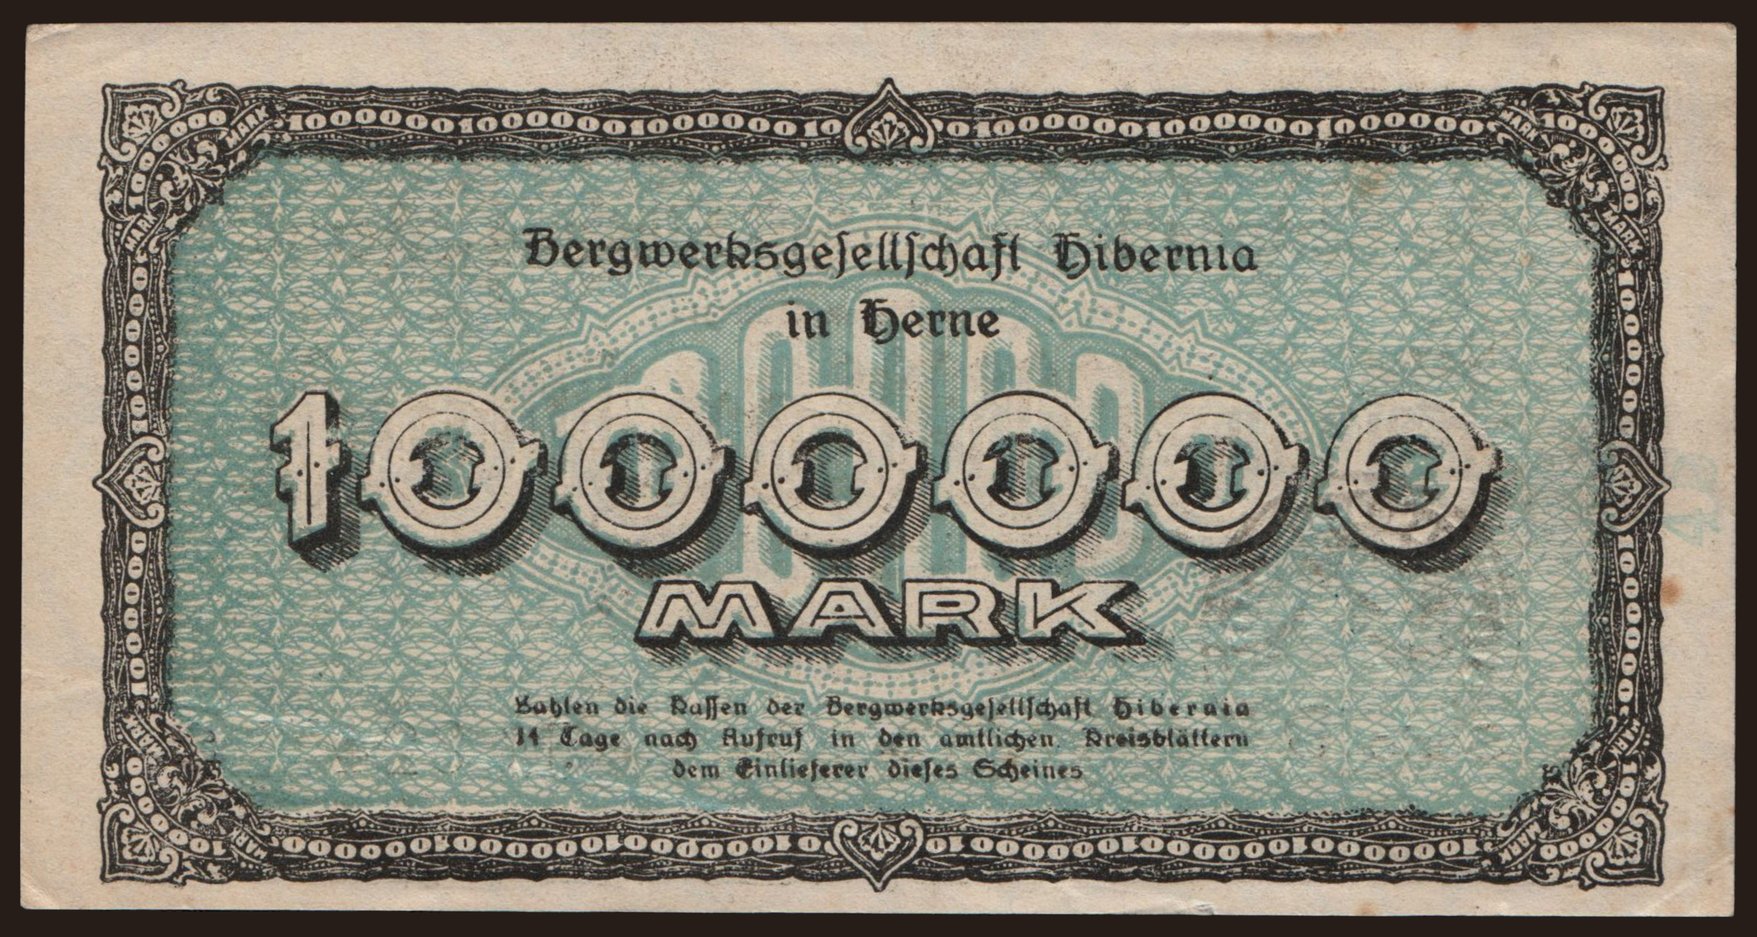 Bergwerksgesellschaft Hibernia
in Herne
1000000
MARK
Zahlen die Kassen der Bergwerksgesellschaft Hibernia
14 Tage nach Aufruf in den amtlichen Kreisblättern
dem Einlieferer dieses Scheines